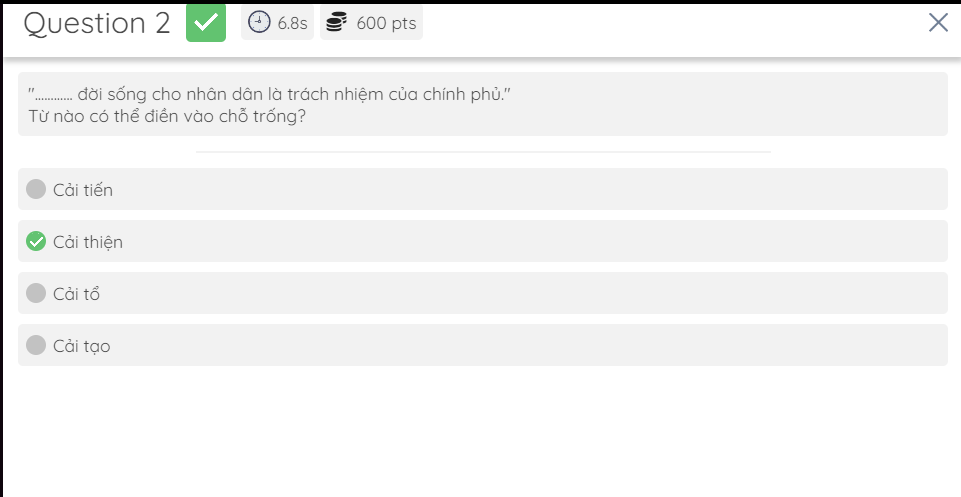 Question 2
6.8s
600 pts
"............ đời sống cho nhân dân là trách nhiệm của chính phủ."
Từ nào có thể điền vào chỗ trống?
Cải tiến
Cải thiện
Cải tổ
Cải tạo